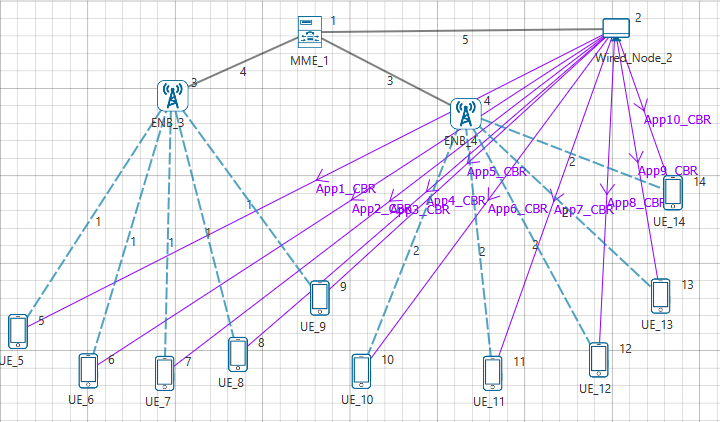 1
2
MME_1
5
Wired_Node_2
4
3
3
ENB_3
4
ENB_4
App10_CBR
2
App5_CBR
App9_CBR
14
App1_CBR
App2_CBR
App3_CBR
App4_CBR
App6_CBR
App7_CBR
App8_CBR
UE_14
1
1
1
1
1
2
2
2
2
5
UE_5
6
UE_6
7
UE_7
8
UE_8
9
UE_9
10
UE_10
11
UE_11
12
UE_12
13
UE_13